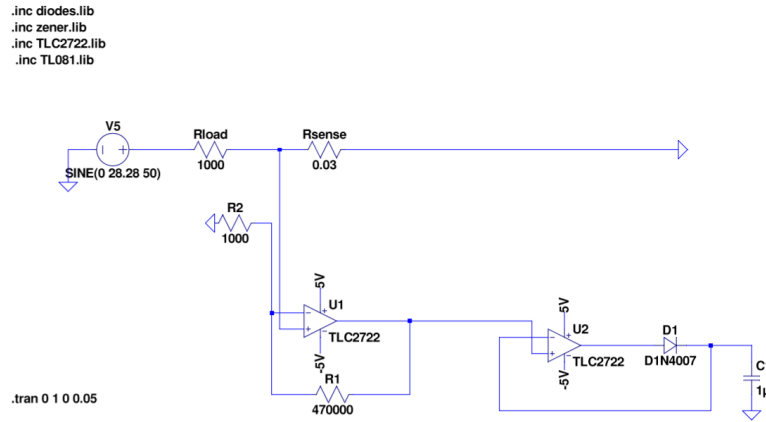 .inc diodes.lib
.inc zener.lib
.inc TLC2722.lib
.inc TL081.lib
V5
SINE(0 28.28 50)
Rload
1000
Rsense
0.03
R2
1000
5V
U1
TLC2722
-5V
R1
470000
5V
U2
TLC2722
-5V
D1
D1N4007
C
.tran 0 1 0 0.05